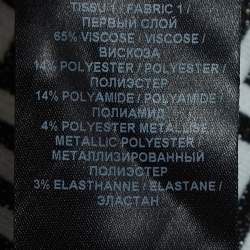 TISSU 1 / FABRIC 1 /
ПЕРВЫЙ СЛОЙ
65% VISCOSE / VISCOSE /
ВИСКОЗА
14% POLYESTER / POLYESTER /
ПОЛИЭСТЕР
14% POLYAMIDE / POLYAMIDE /
ПОЛИАМИД
4% POLYESTER METALLISE /
METALLIC POLYESTER /
МЕТАЛЛИЗИРОВАННЫЙ
ПОЛИЭСТЕР
3% ELASTHANNE / ELASTANE /
ЭЛАСТАН